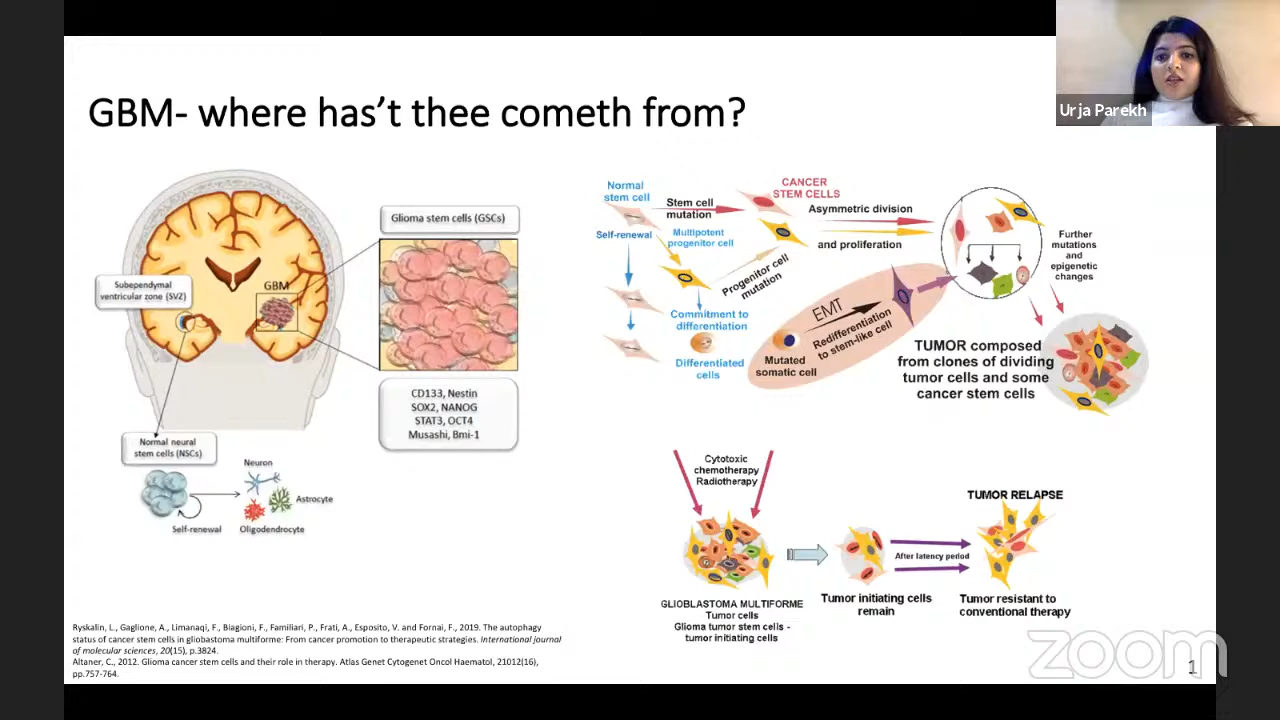 Urja Parekh
GBM- where has't thee cometh from?
Glioma stem cells (GSCs)
Subependymal
ventricular zone (SVZ)
GBM
CD133, Nestin
SOX2, NANOG
STAT3, OCT4
Musashi, Bmi-1
Normal neural
stem cells (NSCs)
Neuron
Astrocyte
Self-renewal
Oligodendrocyte
Normal
stem cell
Stem cell
mutation
CANCER
STEM CELLS
Asymmetric division
and proliferation
Self-renewal
Multipotent
progenitor cell
Progenitor cell
mutation
Further
mutations
and
epigenetic
changes
Commitment to
differentiation
Differentiated
cells
EMT
Redifferentiation
to stem-like cell
Mutated
somatic cell
TUMOR composed
from clones of dividing
tumor cells and some
cancer stem cells
Cytotoxic
chemotherapy
Radiotherapy
TUMOR RELAPSE
After latency period
GLIOBLASTOMA MULTIFORME
Tumor cells
Glioma tumor stem cells -
tumor initiating cells
Tumor initiating cells
remain
Tumor resistant to
conventional therapy
Ryskalin, L., Gaglione, A., Limanaqi, F., Biagioni, F., Familiari, P., Frati, A., Esposito, V. and Fornai, F., 2019. The autophagy
status of cancer stem cells in gliobastoma multiforme: From cancer promotion to therapeutic strategies. International journal
of molecular sciences, 20(15), p.3824.
Altaner, C., 2012. Glioma cancer stem cells and their role in therapy. Atlas Genet Cytogenet Oncol Haematol, 21012(16),
pp.757-764.
zoom
1